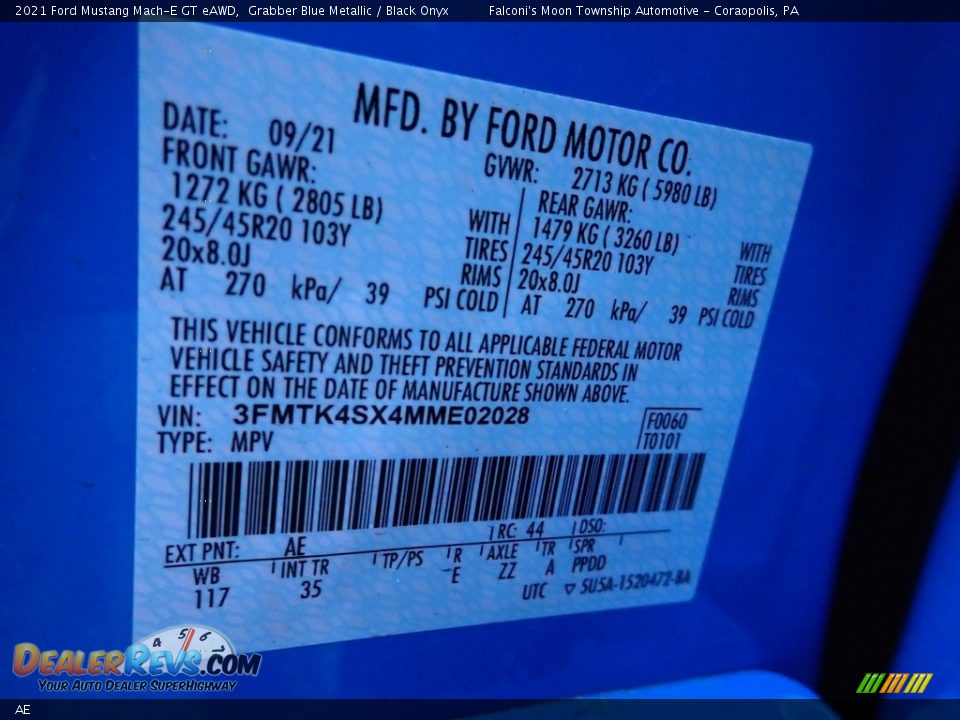 2021 Ford Mustang Mach-E GT eAWD, Grabber Blue Metallic / Black Onyx Falconi's Moon Township Automotive - Coraopolis, PA
MFD. BY FORD MOTOR CO.
DATE: 09/21 GVWR: 2713 KG ( 5980 LB)
FRONT GAWR: REAR GAWR:
1272 KG ( 2805 LB) WITH 1479 KG ( 3260 LB) WITH
245/45R20 103Y TIRES 245/45R20 103Y TIRES
20x8.0J RIMS 20x8.0J RIMS
AT 270 kPa/ 39 PSI COLD AT 270 kPa/ 39 PSI COLD
THIS VEHICLE CONFORMS TO ALL APPLICABLE FEDERAL MOTOR
VEHICLE SAFETY AND THEFT PREVENTION STANDARDS IN
EFFECT ON THE DATE OF MANUFACTURE SHOWN ABOVE.
VIN: 3FMTK4SX4MME02028 F0060
TYPE: MPV T0101
EXT PNT: AE RC: 44 DSO:
WB INT TR TP/PS R AXLE TR SPR
117 35 E ZZ A PPDD
UTC ▽ 5U5A-1520472-BA
4 5 6 7
DEALERREVS.COM
YOUR AUTO DEALER SUPERHIGHWAY
AE